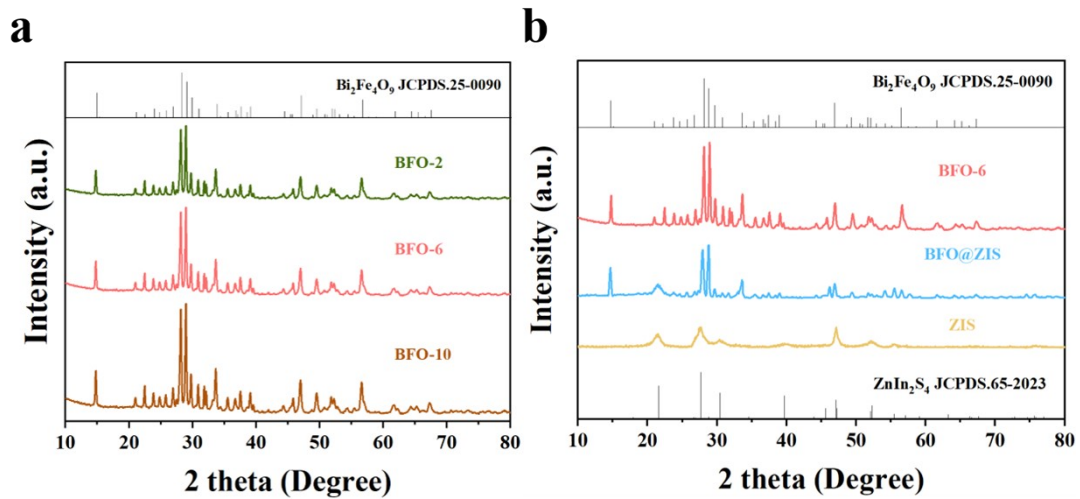 a
Bi₂Fe₄O₉ JCPDS.25-0090
BFO-2
BFO-6
BFO-10
Intensity (a.u.)
10 20 30 40 50 60 70 80
2 theta (Degree)
b
Bi₂Fe₄O₉ JCPDS.25-0090
BFO-6
BFO@ZIS
ZIS
ZnIn₂S₄ JCPDS.65-2023
Intensity (a.u.)
10 20 30 40 50 60 70 80
2 theta (Degree)